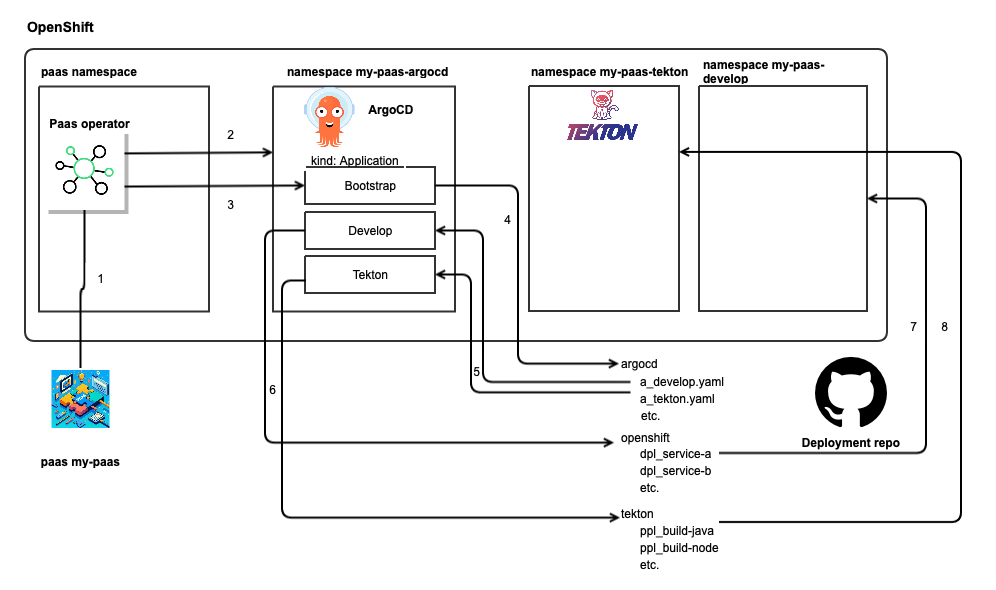 OpenShift
paas namespace
namespace my-paas-argocd
namespace my-paas-tekton
namespace my-paas-
develop
Paas operator
ArgoCD
TEKTON
2
kind: Application
Bootstrap
3
4
Develop
Tekton
1
7
8
argocd
5
a_develop.yaml
6
a_tekton.yaml
etc.
openshift
Deployment repo
dpl_service-a
paas my-paas
dpl_service-b
etc.
tekton
ppl_build-java
ppl_build-node
etc.